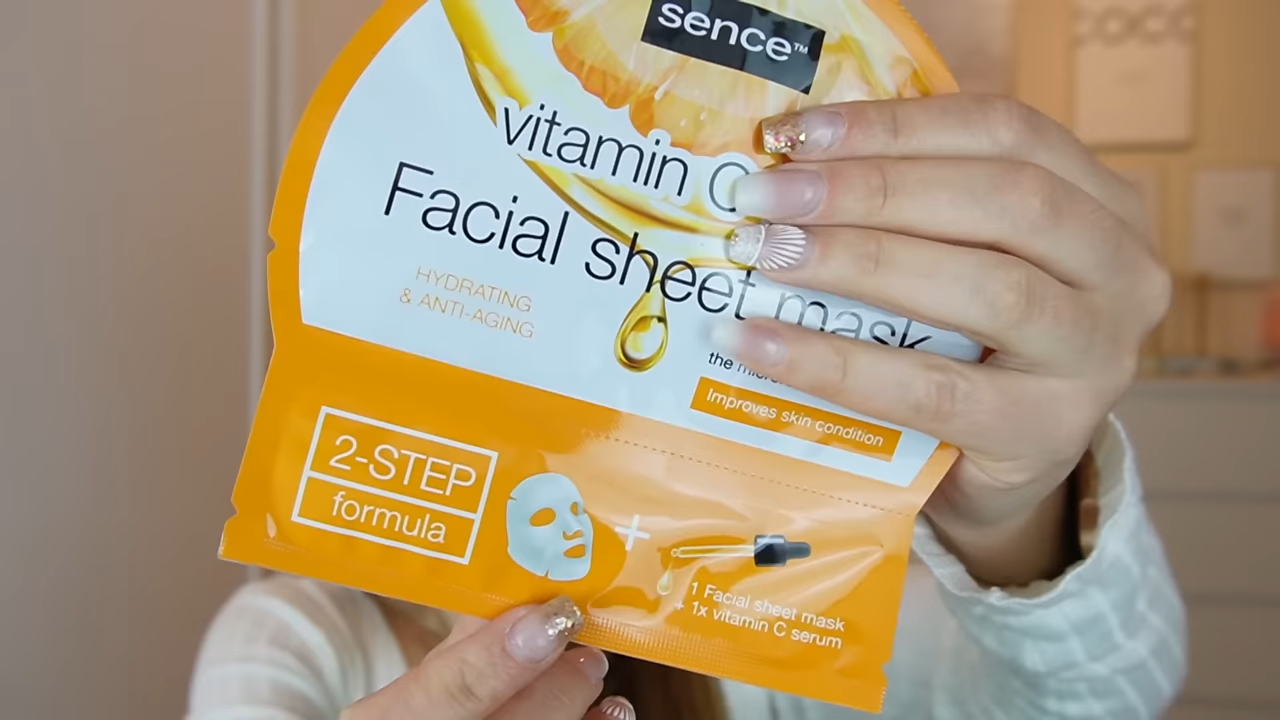 sence™
vitamin C
Facial sheet mask
HYDRATING
& ANTI-AGING
the
Improves skin condition
2-STEP
formula
+
1 Facial sheet mask
+ 1x vitamin C serum